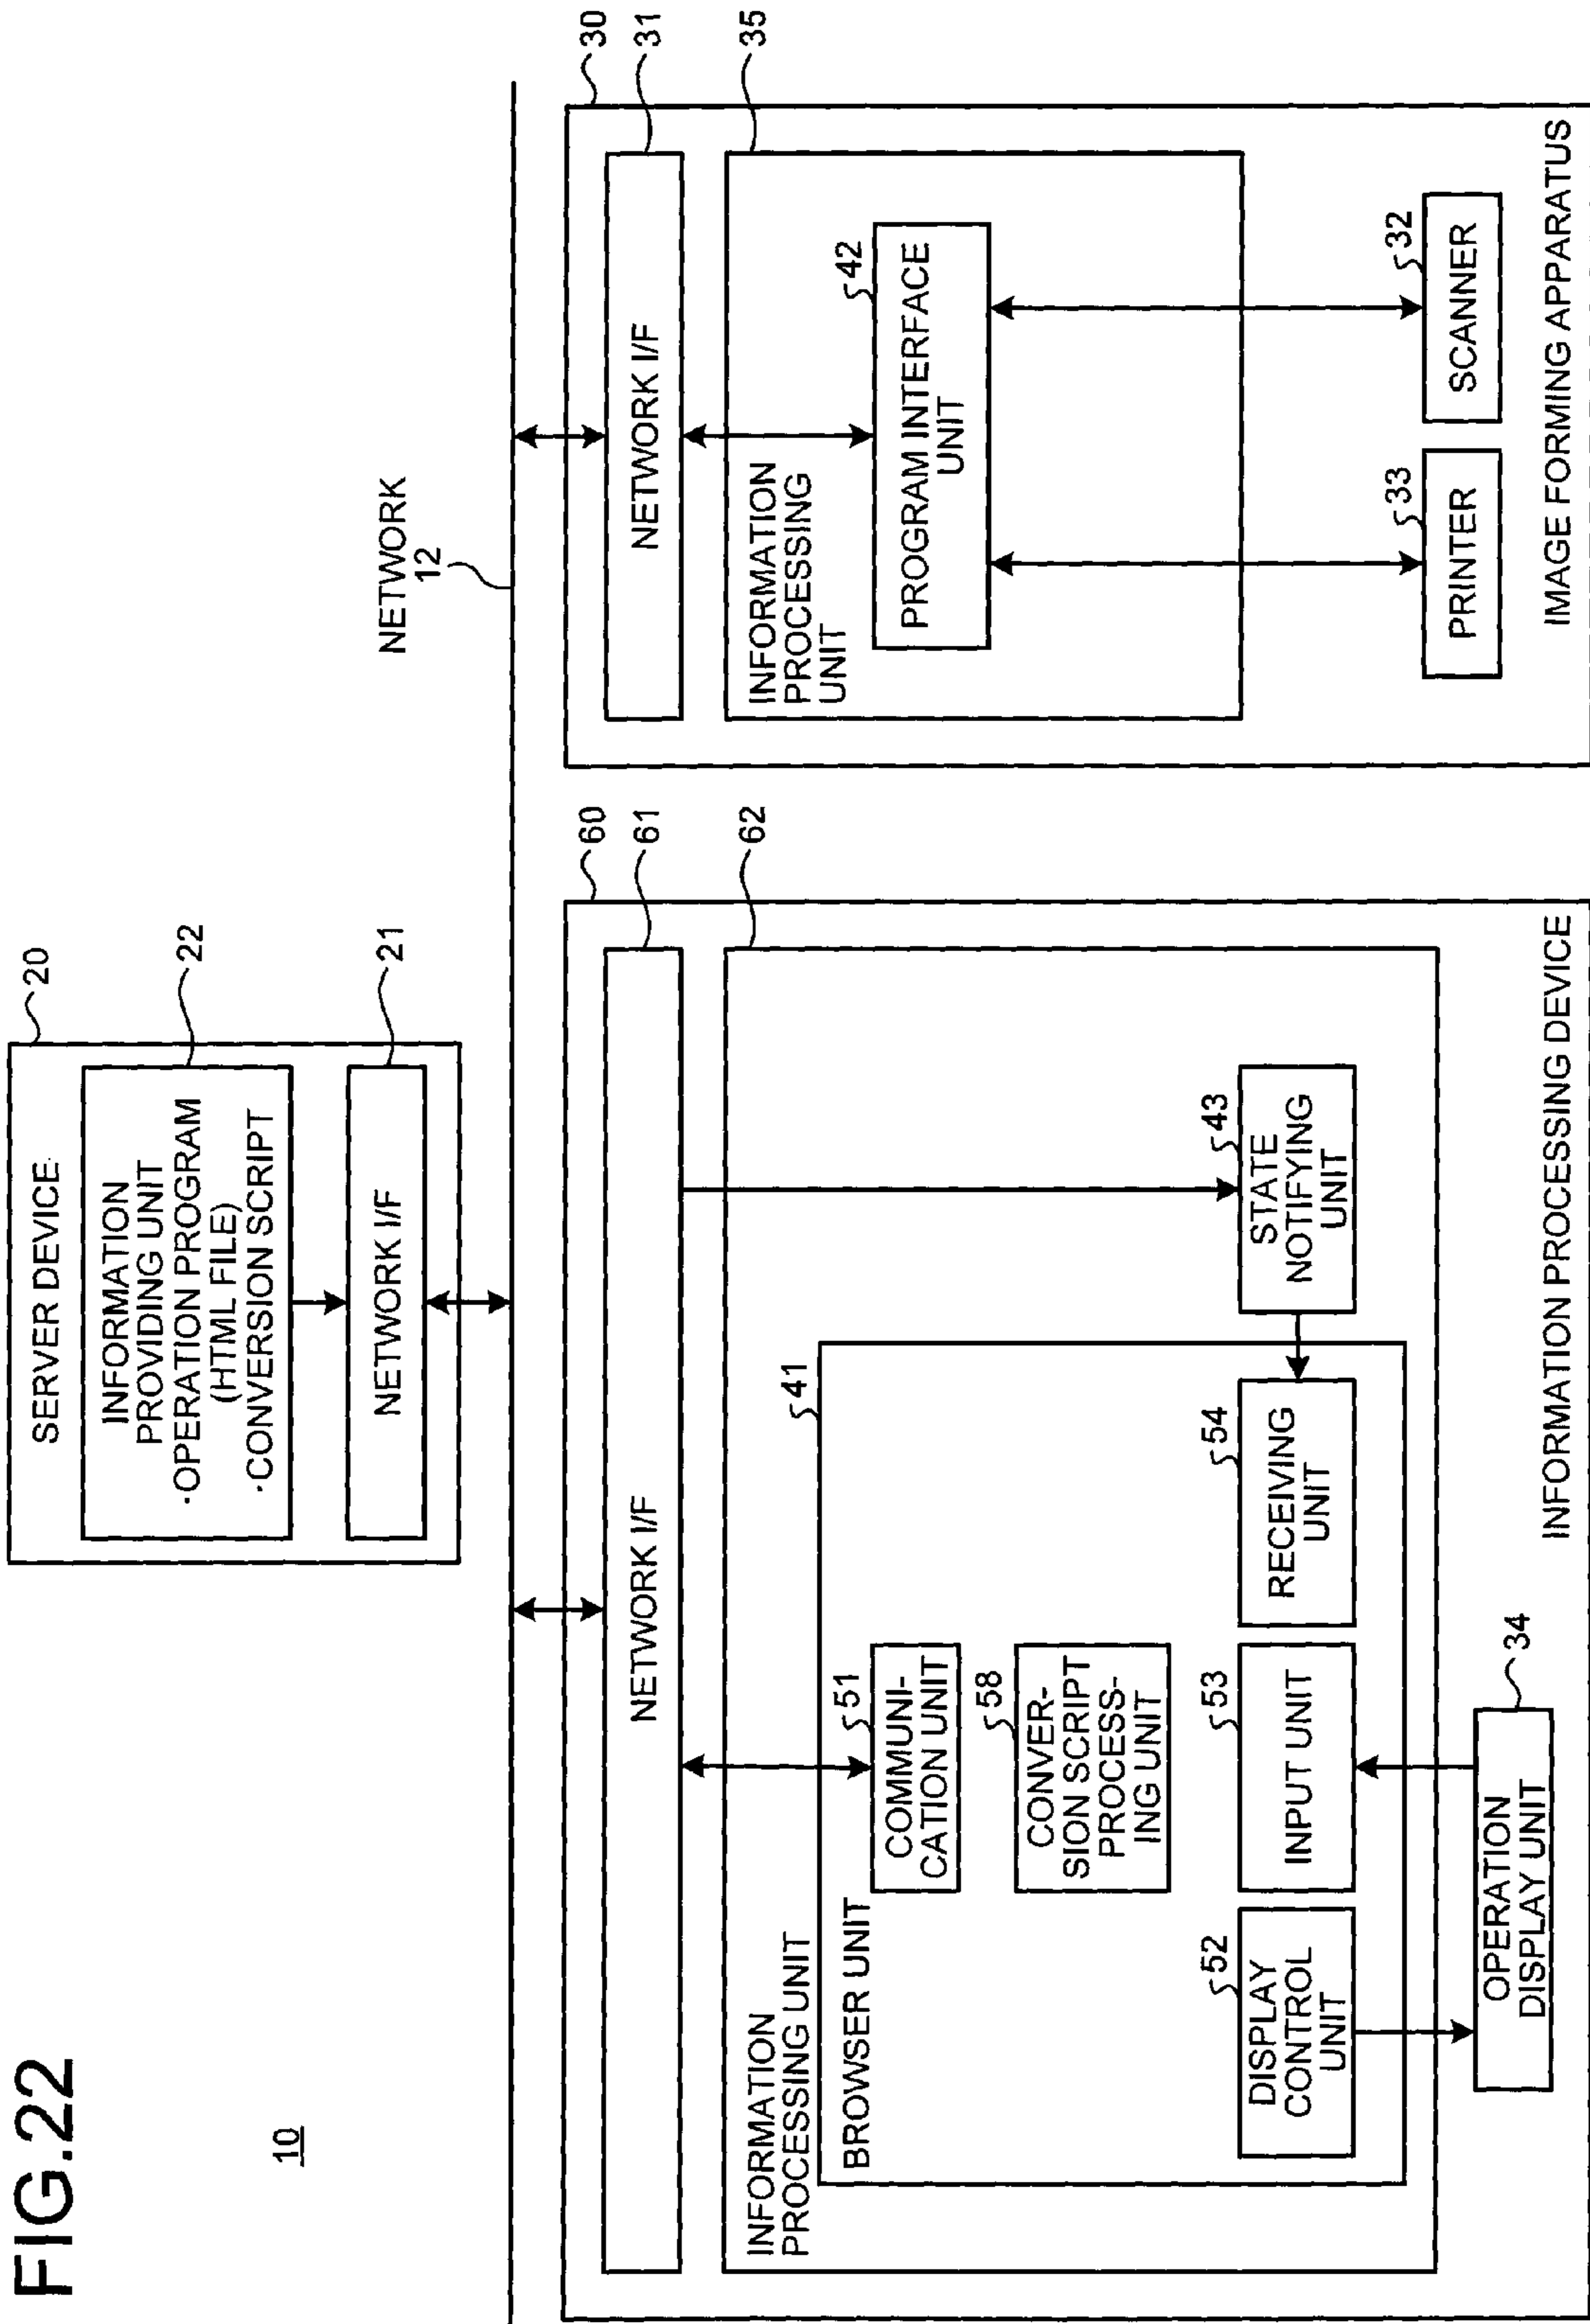 FIG.22
10
SERVER DEVICE
20
INFORMATION
PROVIDING UNIT
·OPERATION PROGRAM
(HTML FILE)
·CONVERSION SCRIPT
22
NETWORK I/F
21
NETWORK
12
60
NETWORK I/F
61
62
INFORMATION
PROCESSING UNIT
BROWSER UNIT
41
51
COMMUNI-
CATION UNIT
58
CONVER-
SION SCRIPT
PROCESS-
ING UNIT
52
DISPLAY
CONTROL
UNIT
53
INPUT UNIT
54
RECEIVING
UNIT
43
STATE
NOTIFYING
UNIT
OPERATION
DISPLAY UNIT
34
INFORMATION PROCESSING DEVICE
30
NETWORK I/F
31
35
INFORMATION
PROCESSING
UNIT
42
PROGRAM INTERFACE
UNIT
33
PRINTER
32
SCANNER
IMAGE FORMING APPARATUS